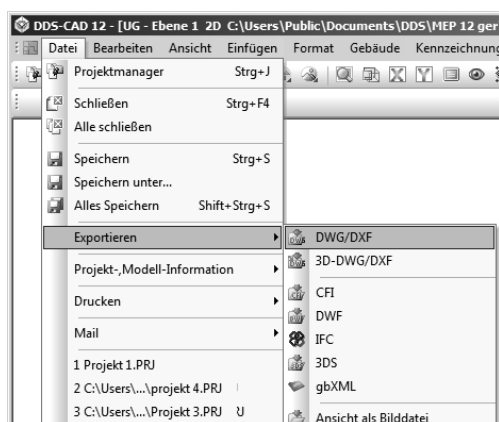 DDS-CAD 12 - [UG - Ebene 1 2D C:\Users\Public\Documents\DDS\MEP 12 ger
Datei Bearbeiten Ansicht Einfügen Format Gebäude Kennzeichnung
Projektmanager Strg+J
Schließen Strg+F4
Alle schließen
Speichern Strg+S
Speichern unter...
Alles Speichern Shift+Strg+S
Exportieren
DWG/DXF
3D-DWG/DXF
CFI
DWF
IFC
3DS
gbXML
Ansicht als Bilddatei
Projekt-,Modell-Information
Drucken
Mail
1 Projekt 1.PRJ
2 C:\Users\...\projekt 4.PRJ
3 C:\Users\...\Projekt 3.PRJ